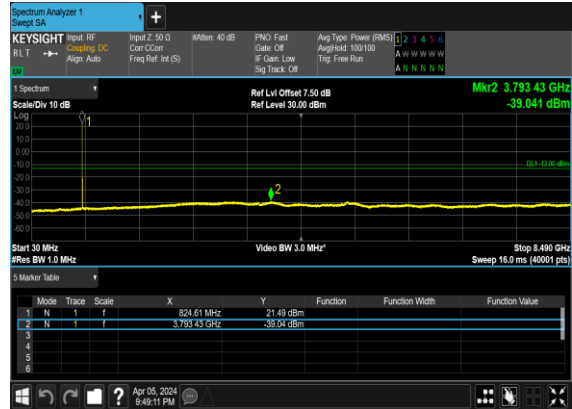 Spectrum Analyzer 1
Swept SA
+
KEYSIGHT Input: RF Input Z: 50 Ω #Atten: 40 dB PNO: Fast Avg Type: Power (RMS) 1 2 3 4 5 6
RLT Coupling: DC Corr CCorr Gate: Off Avg|Hold: 100/100 A W W W W W
Align: Auto Freq Ref: Int (S) IF Gain: Low Trig: Free Run
Sig Track: Off A N N N N N
1 Spectrum Ref Lvl Offset 7.50 dB Mkr2 3.793 43 GHz
Scale/Div 10 dB Ref Level 30.00 dBm -39.041 dBm
Log
1
20.0
10.0
0.00
-10.0
DL1 -13.00 dBm
-20.0
-30.0
2
-40.0
-50.0
-60.0
Start 30 MHz Video BW 3.0 MHz* Stop 8.490 GHz
#Res BW 1.0 MHz Sweep 16.0 ms (40001 pts)
5 Marker Table
Mode Trace Scale X Y Function Function Width Function Value
1 N 1 f 824.61 MHz 21.49 dBm
2 N 1 f 3.793 43 GHz -39.04 dBm
3
4
5
6
? Apr 05, 2024
9:49:11 PM